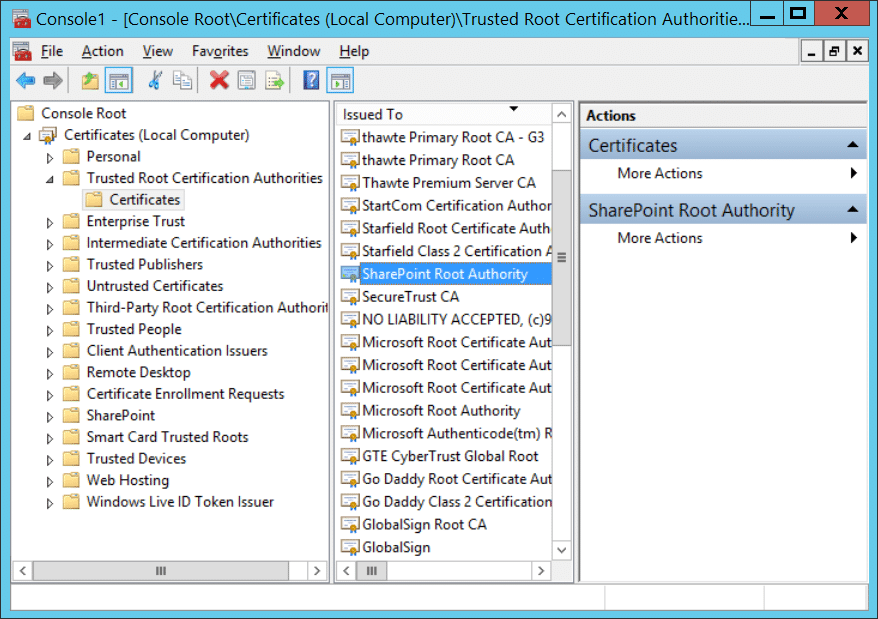 Console1 - [Console Root\Certificates (Local Computer)\Trusted Root Certification Authoritie...
File Action View Favorites Window Help
Console Root
Certificates (Local Computer)
Personal
Trusted Root Certification Authorities
Certificates
Enterprise Trust
Intermediate Certification Authorities
Trusted Publishers
Untrusted Certificates
Third-Party Root Certification Authorit
Trusted People
Client Authentication Issuers
Remote Desktop
Certificate Enrollment Requests
SharePoint
Smart Card Trusted Roots
Trusted Devices
Web Hosting
Windows Live ID Token Issuer
Issued To
thawte Primary Root CA - G3
thawte Primary Root CA
Thawte Premium Server CA
StartCom Certification Author
Starfield Root Certificate Auth
Starfield Class 2 Certification A
SharePoint Root Authority
SecureTrust CA
NO LIABILITY ACCEPTED, (c)9
Microsoft Root Certificate Aut
Microsoft Root Certificate Aut
Microsoft Root Certificate Aut
Microsoft Root Authority
Microsoft Authenticode(tm) R
GTE CyberTrust Global Root
Go Daddy Root Certificate Aut
Go Daddy Class 2 Certification
GlobalSign Root CA
GlobalSign
Actions
Certificates
More Actions
SharePoint Root Authority
More Actions